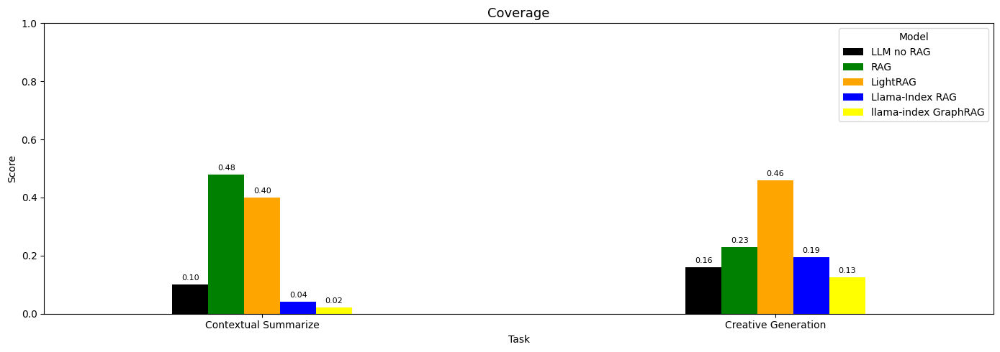 Coverage
1.0
0.8
0.6
0.4
0.2
0.0
Score
Model
LLM no RAG
RAG
LightRAG
Llama-Index RAG
llama-index GraphRAG
0.10
0.48
0.40
0.04
0.02
0.16
0.23
0.46
0.19
0.13
Contextual Summarize
Creative Generation
Task